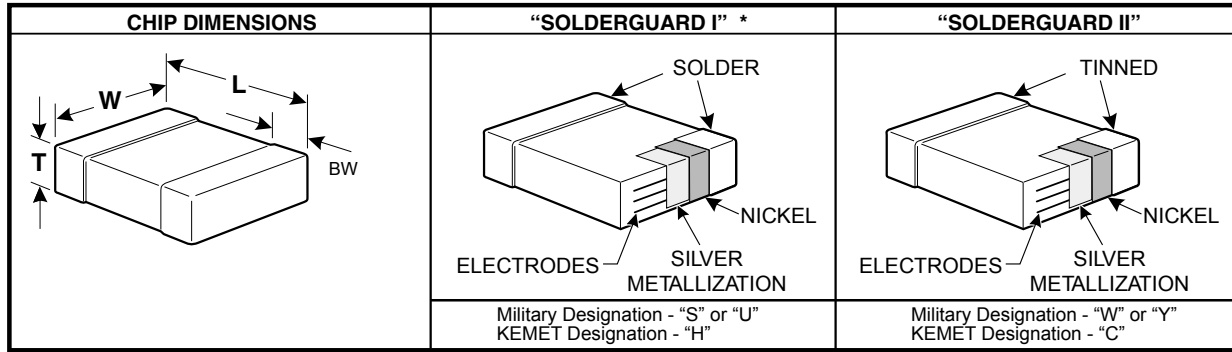 CHIP DIMENSIONS
W
L
T
BW
“SOLDERGUARD I” *
SOLDER
NICKEL
ELECTRODES
SILVER
METALLIZATION
Military Designation - “S” or “U”
KEMET Designation - “H”
“SOLDERGUARD II”
TINNED
NICKEL
ELECTRODES
SILVER
METALLIZATION
Military Designation - “W” or “Y”
KEMET Designation - “C”